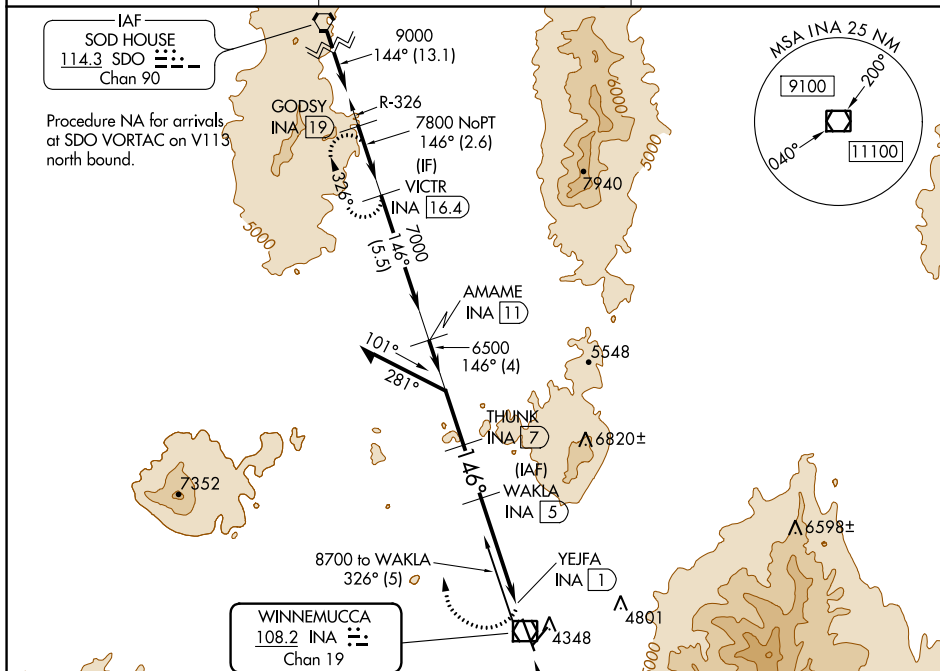 IAF
SOD HOUSE
114.3 SDO
Chan 90
Procedure NA for arrivals
at SDO VORTAC on V113
north bound.
9000
144° (13.1)
GODSY
INA 19
R-326
7800 NoPT
146° (2.6)
(IF)
VICTR
INA 16.4
326°
5000
7000
146°
(5.5)
AMAME
INA 11
6500
146° (4)
101°
281°
THUNK
INA 7
146°
(IAF)
WAKLA
INA 5
8700 to WAKLA
326° (5)
YEJFA
INA 1
WINNEMUCCA
108.2 INA
Chan 19
4348
4801
6598±
6820±
5548
7352
7940
6000
5000
MSA INA 25 NM
9100
200°
040°
11100